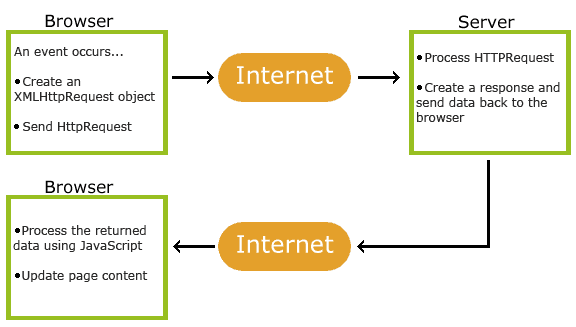 Browser
An event occurs...
•Create an
XMLHttpRequest object
• Send HttpRequest
Internet
Server
•Process HTTPRequest
•Create a response and
send data back to the
browser
Browser
•Process the returned
data using JavaScript
•Update page content
Internet